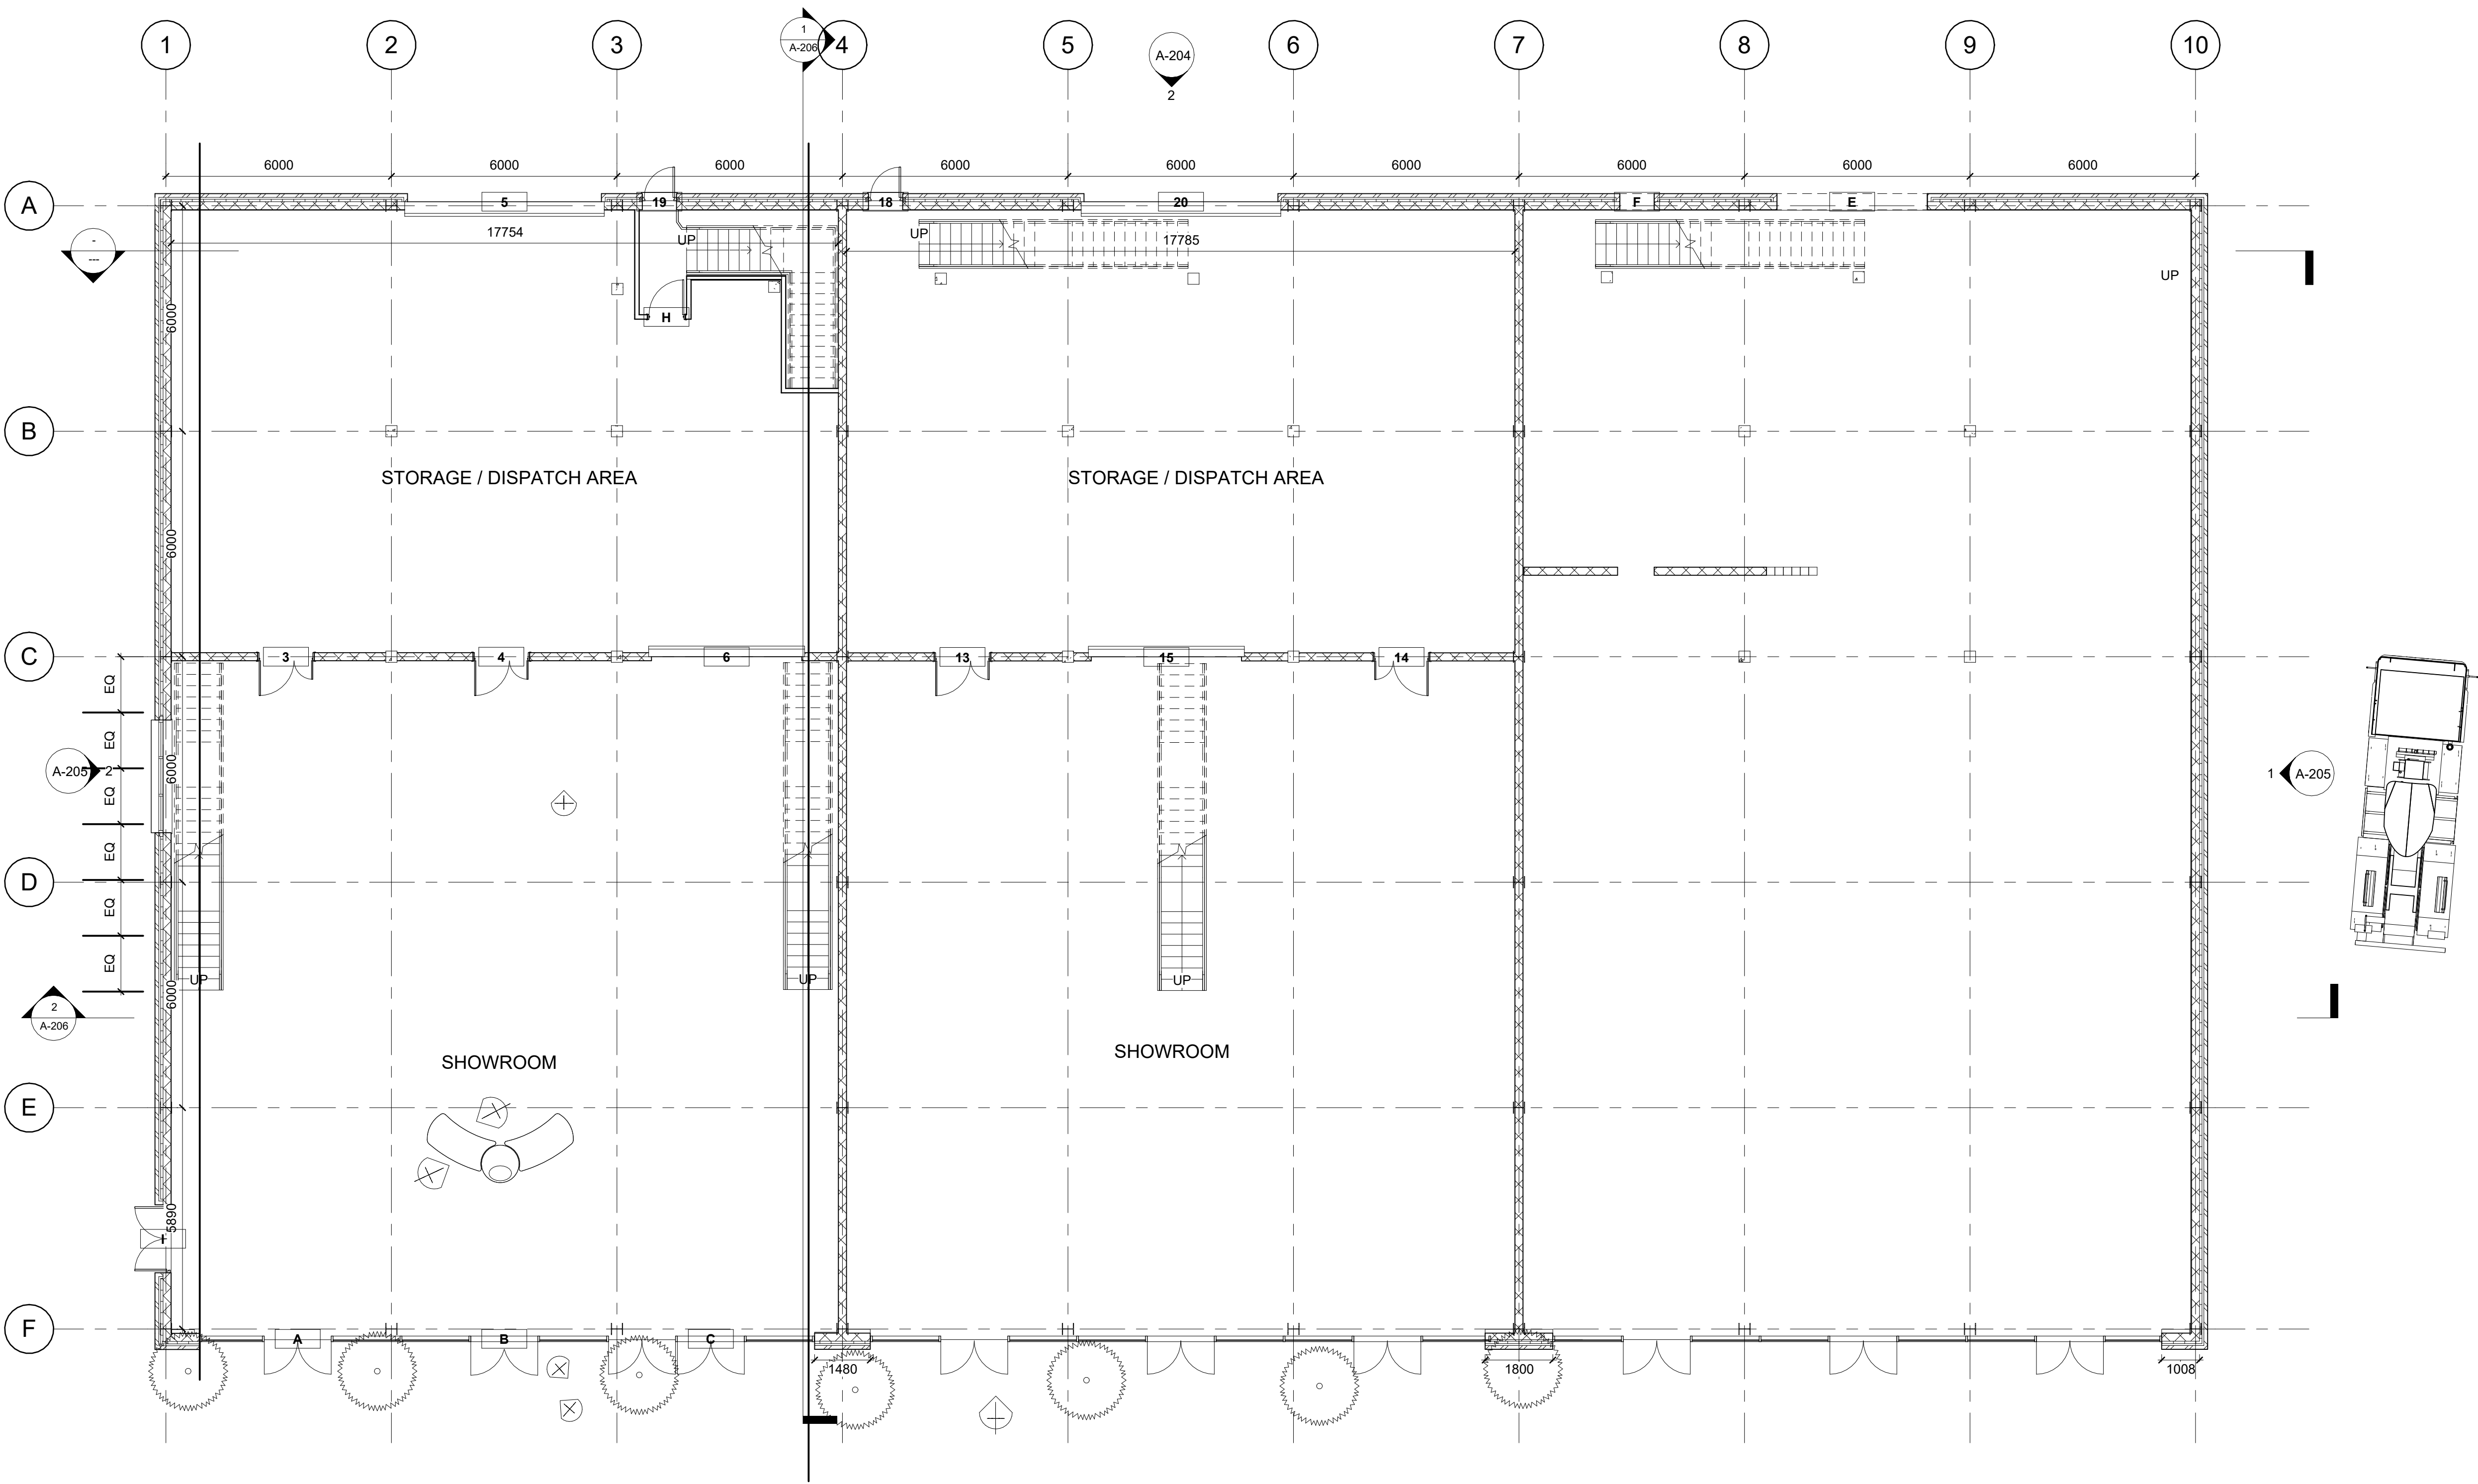 1 2 3 4 5 6 7 8 9 10
1
A-206
A-204
2
6000 6000 6000 6000 6000 6000 6000 6000 6000
A
5 19 18 20 F E
17754
UP
UP
17785
-
---
UP
6000
H
B
STORAGE / DISPATCH AREA STORAGE / DISPATCH AREA
6000
C
3 4 6 13 15 14
EQ
EQ
6000
A-205 2
1 A-205
EQ
EQ
D
EQ
EQ
UP UP UP
6000
2
A-206
SHOWROOM SHOWROOM
E
5890
I
F
A B C
1480 1800 1008